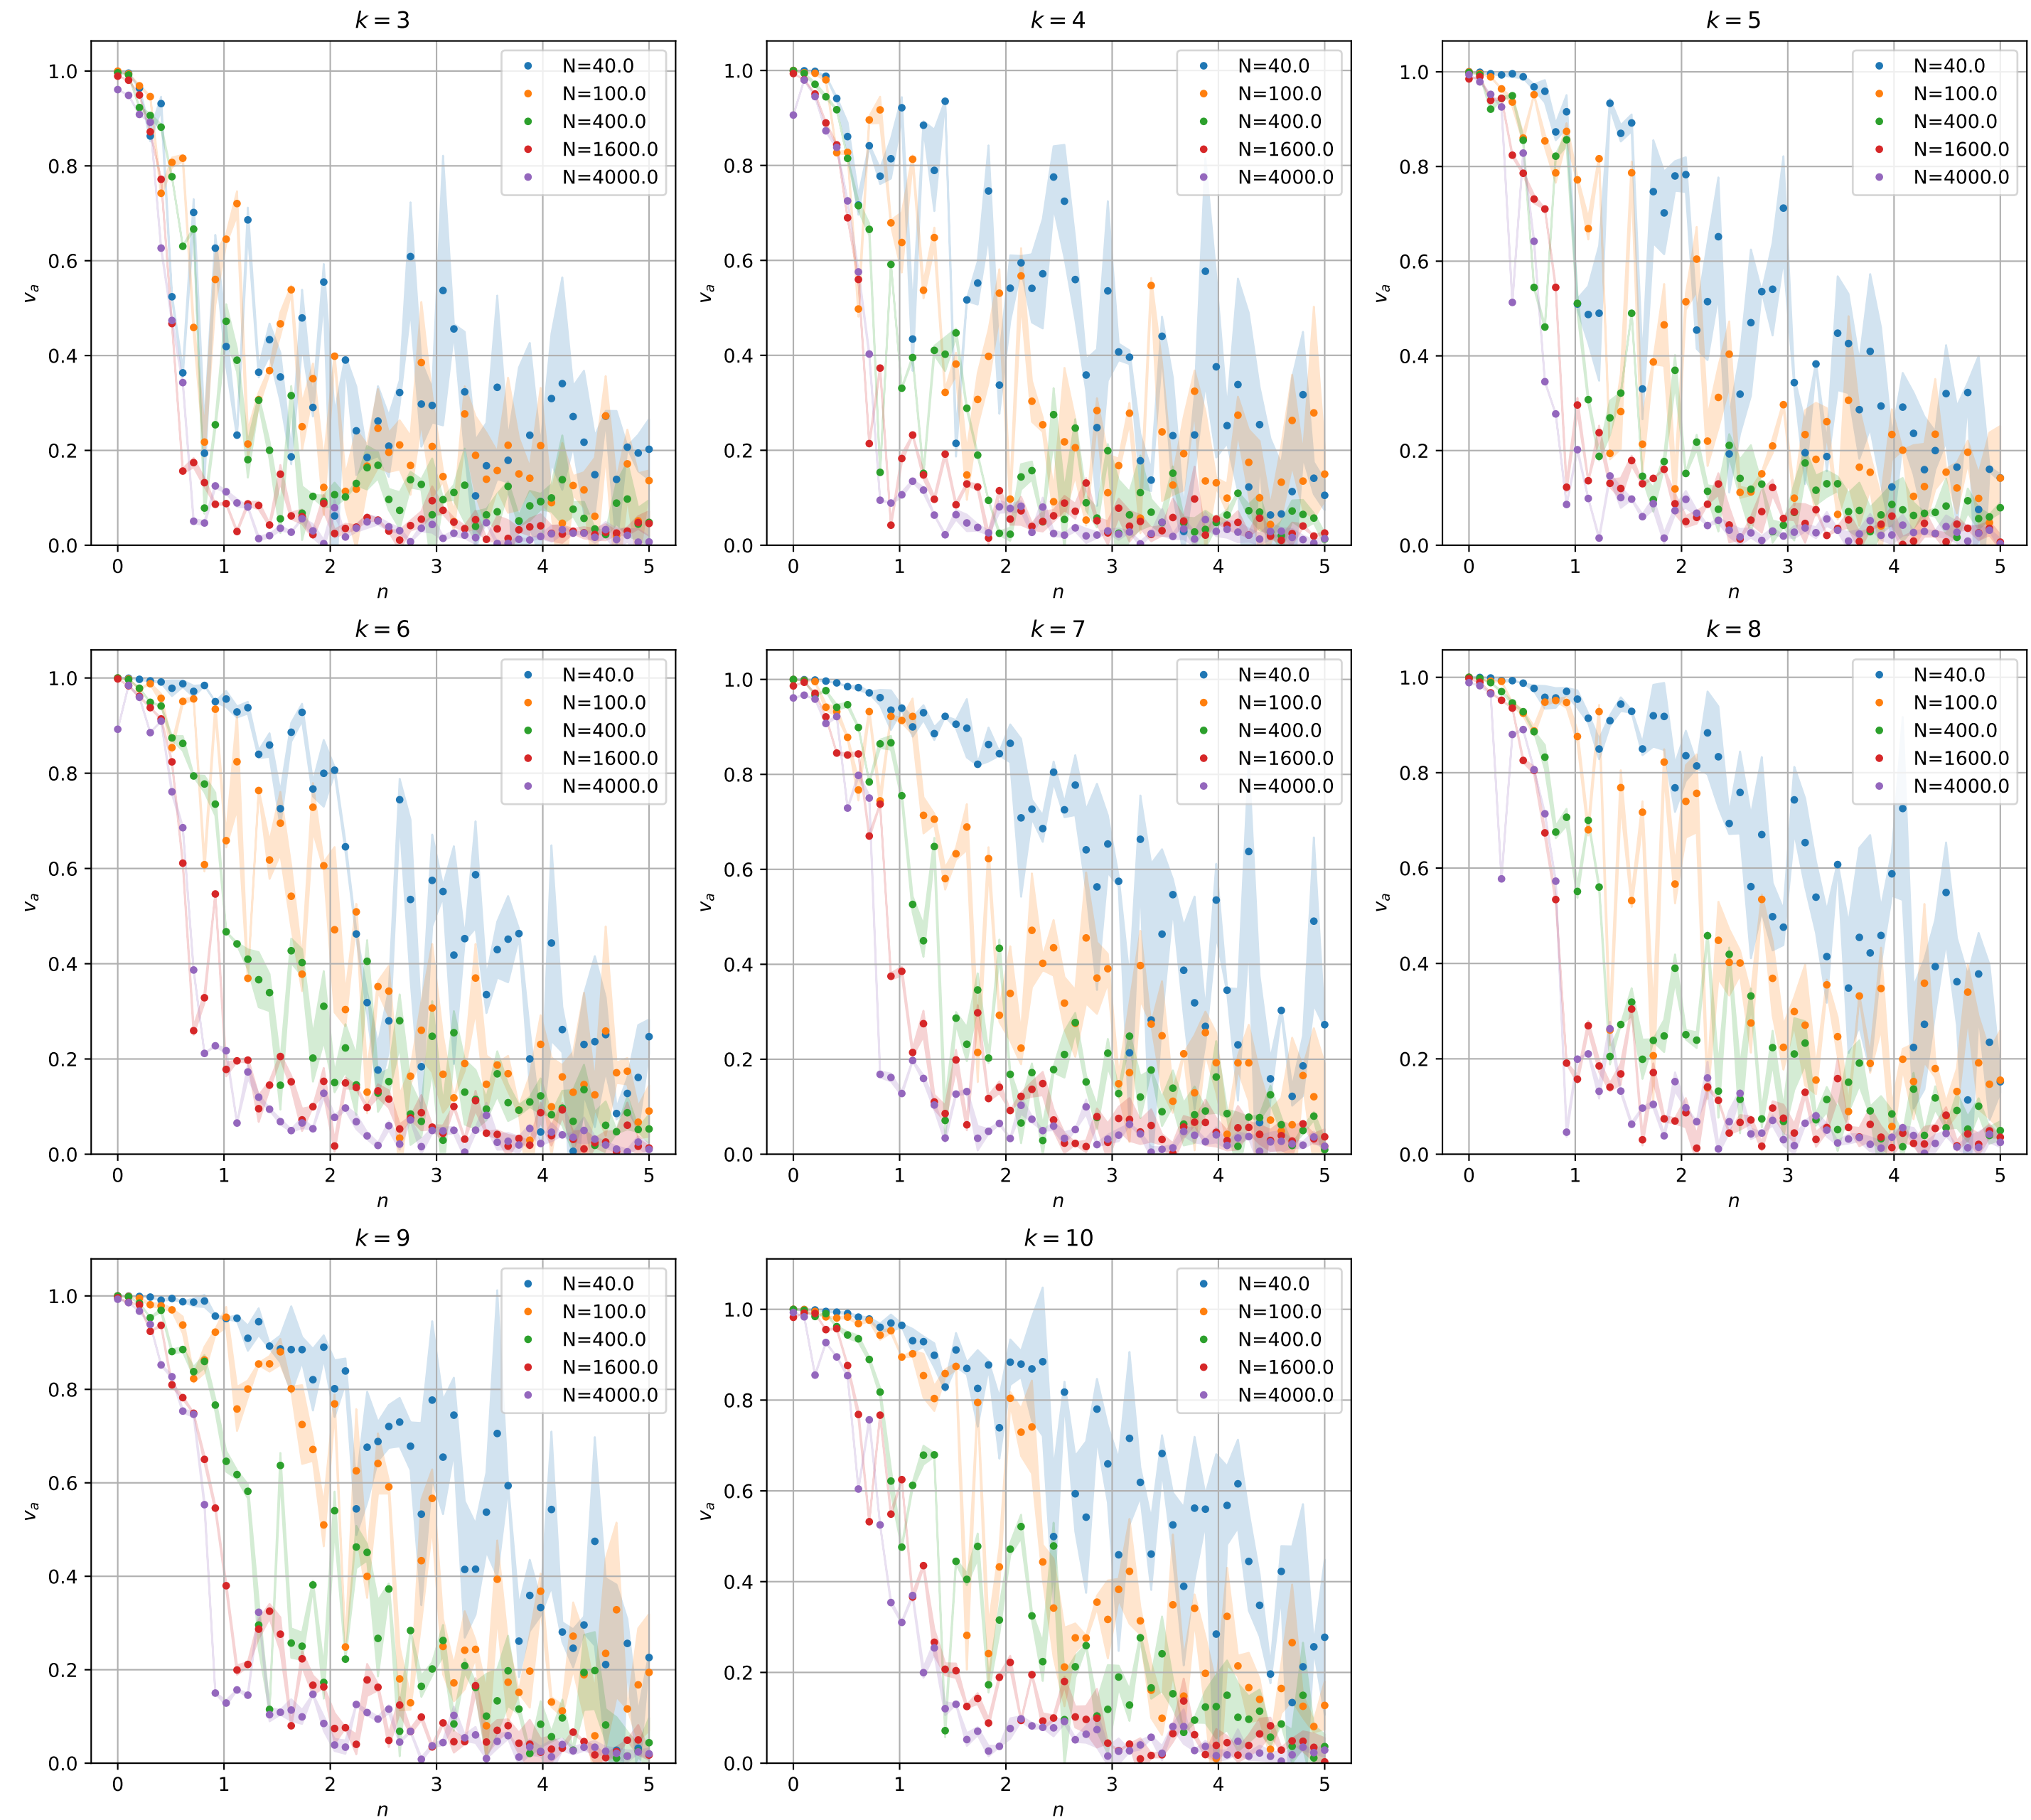 k = 3
1.0
0.8
0.6
0.4
0.2
0.0
v_a
0 1 2 3 4 5
n
N=40.0
N=100.0
N=400.0
N=1600.0
N=4000.0
k = 4
1.0
0.8
0.6
0.4
0.2
0.0
v_a
0 1 2 3 4 5
n
N=40.0
N=100.0
N=400.0
N=1600.0
N=4000.0
k = 5
1.0
0.8
0.6
0.4
0.2
0.0
v_a
0 1 2 3 4 5
n
N=40.0
N=100.0
N=400.0
N=1600.0
N=4000.0
k = 6
1.0
0.8
0.6
0.4
0.2
0.0
v_a
0 1 2 3 4 5
n
N=40.0
N=100.0
N=400.0
N=1600.0
N=4000.0
k = 7
1.0
0.8
0.6
0.4
0.2
0.0
v_a
0 1 2 3 4 5
n
N=40.0
N=100.0
N=400.0
N=1600.0
N=4000.0
k = 8
1.0
0.8
0.6
0.4
0.2
0.0
v_a
0 1 2 3 4 5
n
N=40.0
N=100.0
N=400.0
N=1600.0
N=4000.0
k = 9
1.0
0.8
0.6
0.4
0.2
0.0
v_a
0 1 2 3 4 5
n
N=40.0
N=100.0
N=400.0
N=1600.0
N=4000.0
k = 10
1.0
0.8
0.6
0.4
0.2
0.0
v_a
0 1 2 3 4 5
n
N=40.0
N=100.0
N=400.0
N=1600.0
N=4000.0